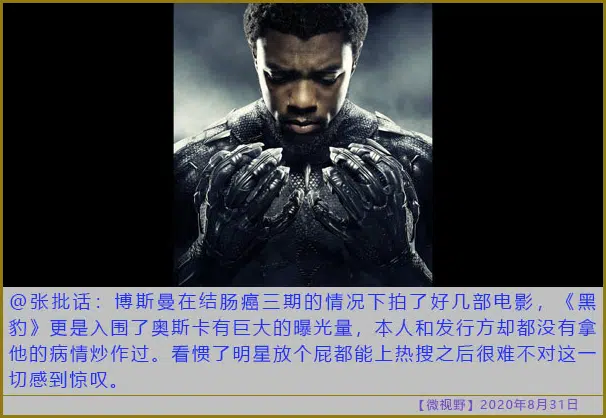 @张批话：博斯曼在结肠癌三期的情况下拍了好几部电影，《黑
豹》更是入围了奥斯卡有巨大的曝光量，本人和发行方却都没有拿
他的病情炒作过。看惯了明星放个屁都能上热搜之后很难不对这一
切感到惊叹。
【微视野】2020年8月31日